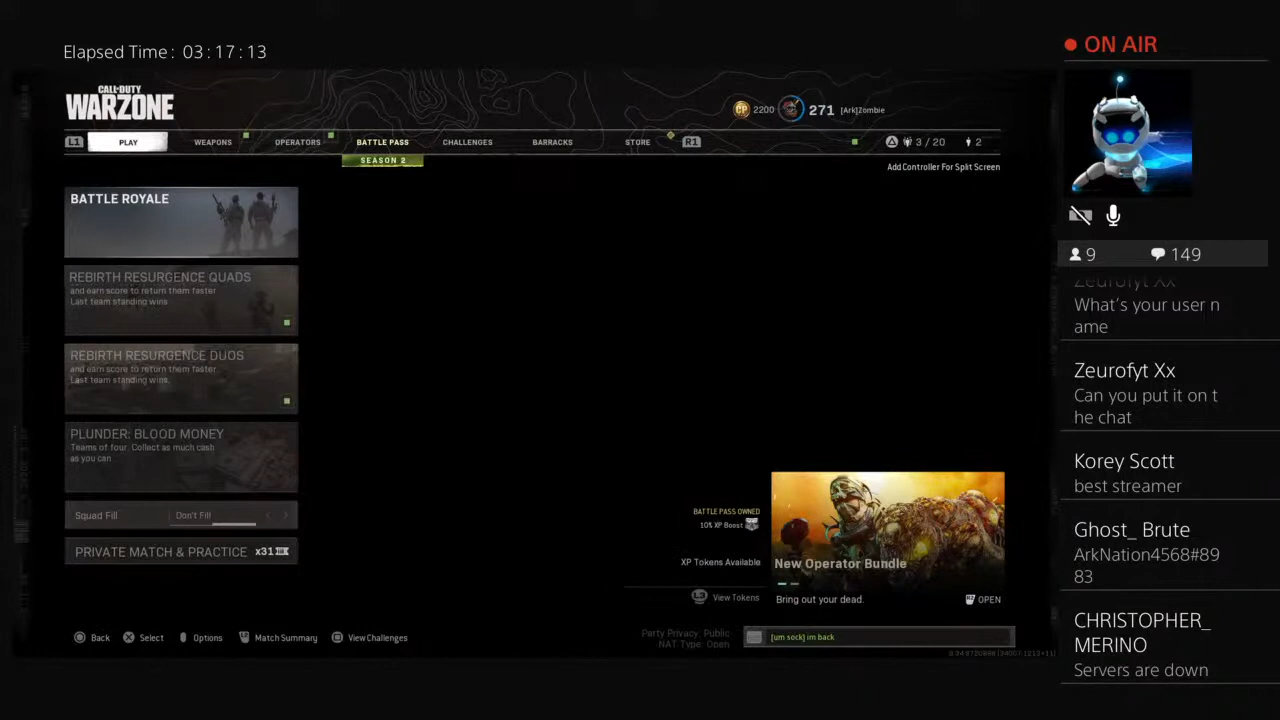 Elapsed Time: 03:17:13
ON AIR
CALL OF DUTY
WARZONE
CP 2200 271 [Ark]Zombie
L1 PLAY WEAPONS OPERATORS BATTLE PASS CHALLENGES BARRACKS STORE R1 3 / 20 2
SEASON 2
Add Controller For Split Screen
BATTLE ROYALE
REBIRTH RESURGENCE QUADS
and earn score to return them faster
Last team standing wins
REBIRTH RESURGENCE DUOS
and earn score to return them faster
Last team standing wins.
PLUNDER: BLOOD MONEY
Teams of four. Collect as much cash
as you can
Squad Fill Don't Fill
PRIVATE MATCH & PRACTICE x31
BATTLE PASS OWNED
10% XP Boost
XP Tokens Available
L3 View Tokens
New Operator Bundle
Bring out your dead.
R2 OPEN
Back Select Options Match Summary View Challenges
Party Privacy: Public
NAT Type: Open
[um sock] im back
9 149
Zeurofyt Xx
What's your user n
ame
Zeurofyt Xx
Can you put it on t
he chat
Korey Scott
best streamer
Ghost_ Brute
ArkNation4568#89
83
CHRISTOPHER_
MERINO
Servers are down